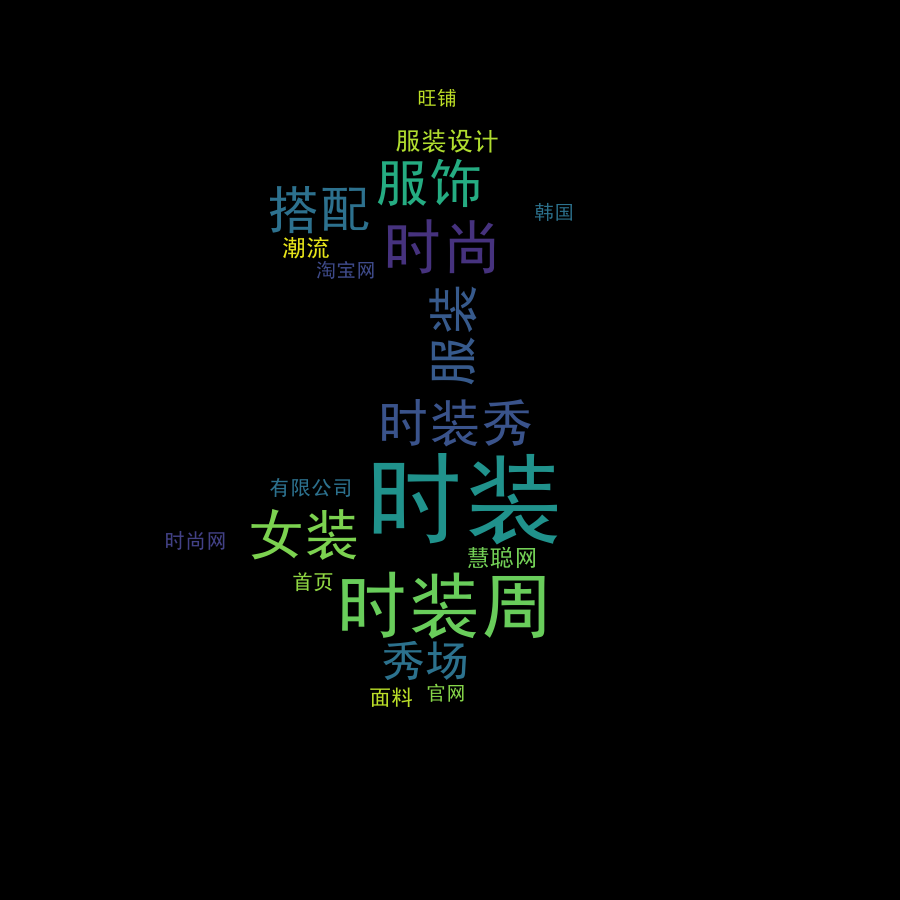 旺铺
服装设计
服饰
搭配
韩国
时尚
潮流
淘宝网
服装
时装秀
时装
有限公司
女装
时尚网
慧聪网
首页
时装周
秀场
面料
官网